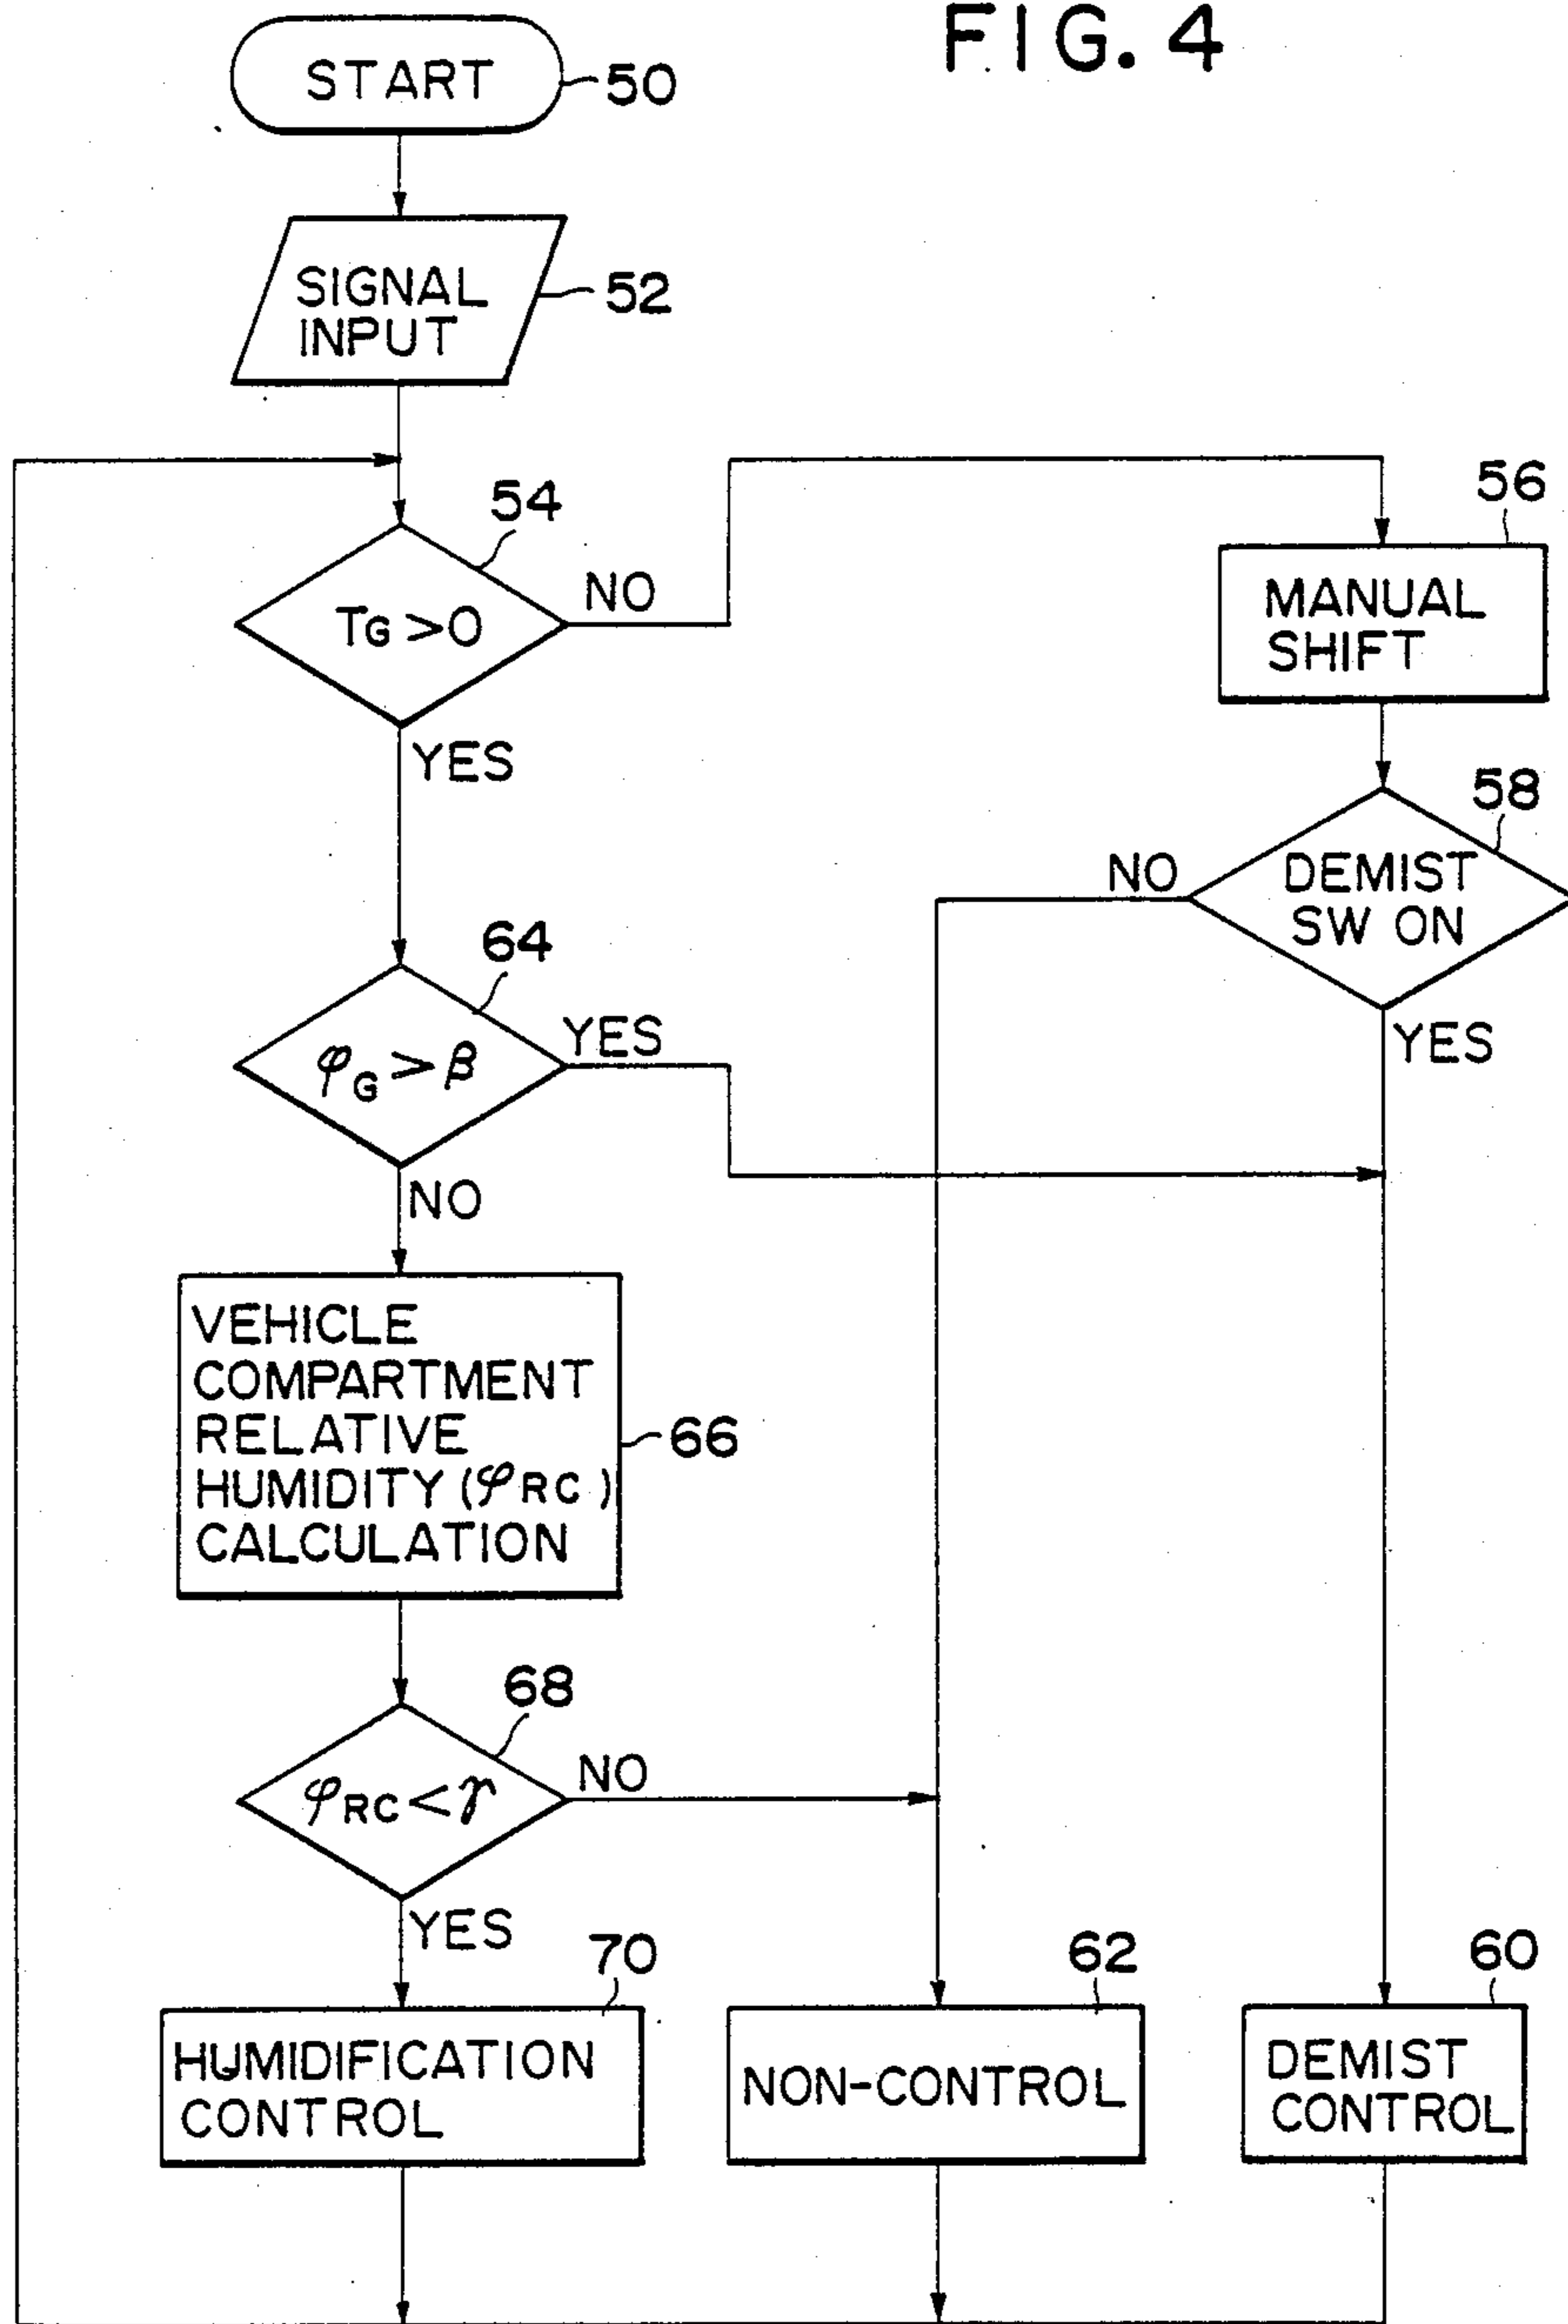 FIG. 4
START
50
SIGNAL
INPUT
52
54
TG >0
NO
YES
56
MANUAL
SHIFT
58
DEMIST
SW ON
NO
YES
64
φG > β
YES
NO
VEHICLE
COMPARTMENT
RELATIVE
HUMIDITY (φRC)
CALCULATION
66
68
φRC < γ
NO
YES
70
HUMIDIFICATION
CONTROL
62
NON-CONTROL
60
DEMIST
CONTROL